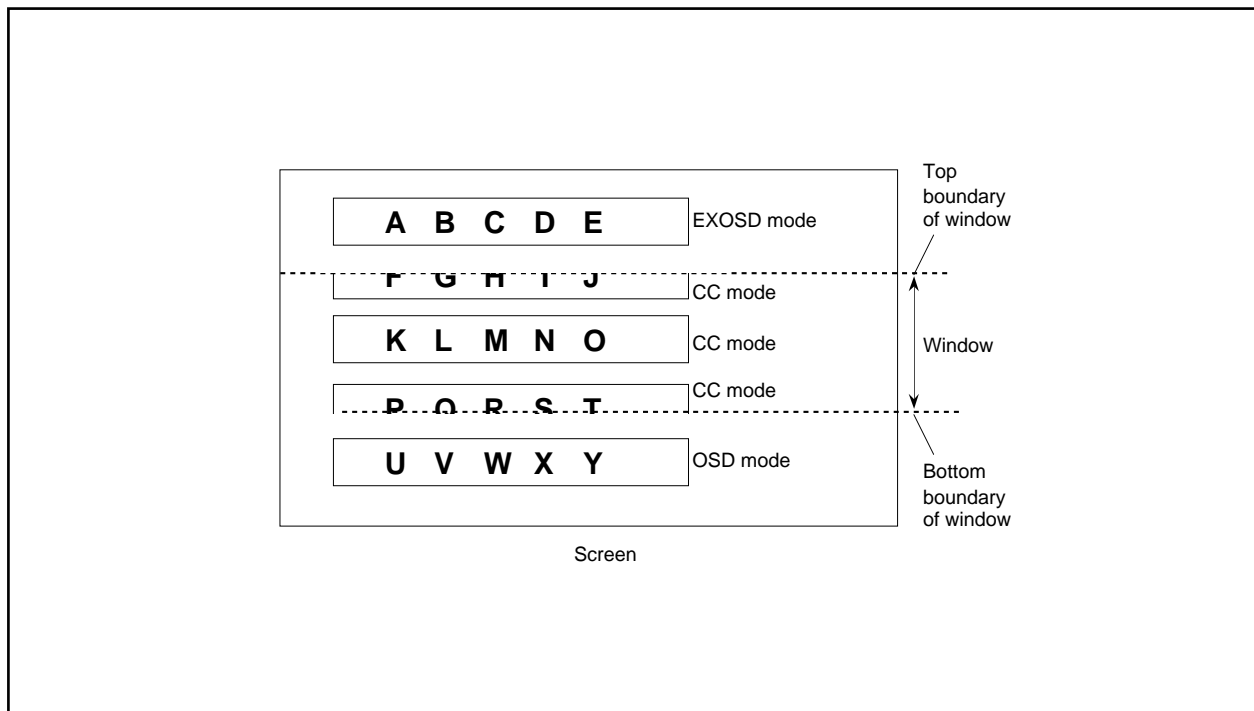 Top
boundary
of window
A B C D E EXOSD mode
F G H I J
CC mode
K L M N O CC mode
Window
CC mode
P Q R S T
U V W X Y OSD mode
Bottom
boundary
of window
Screen